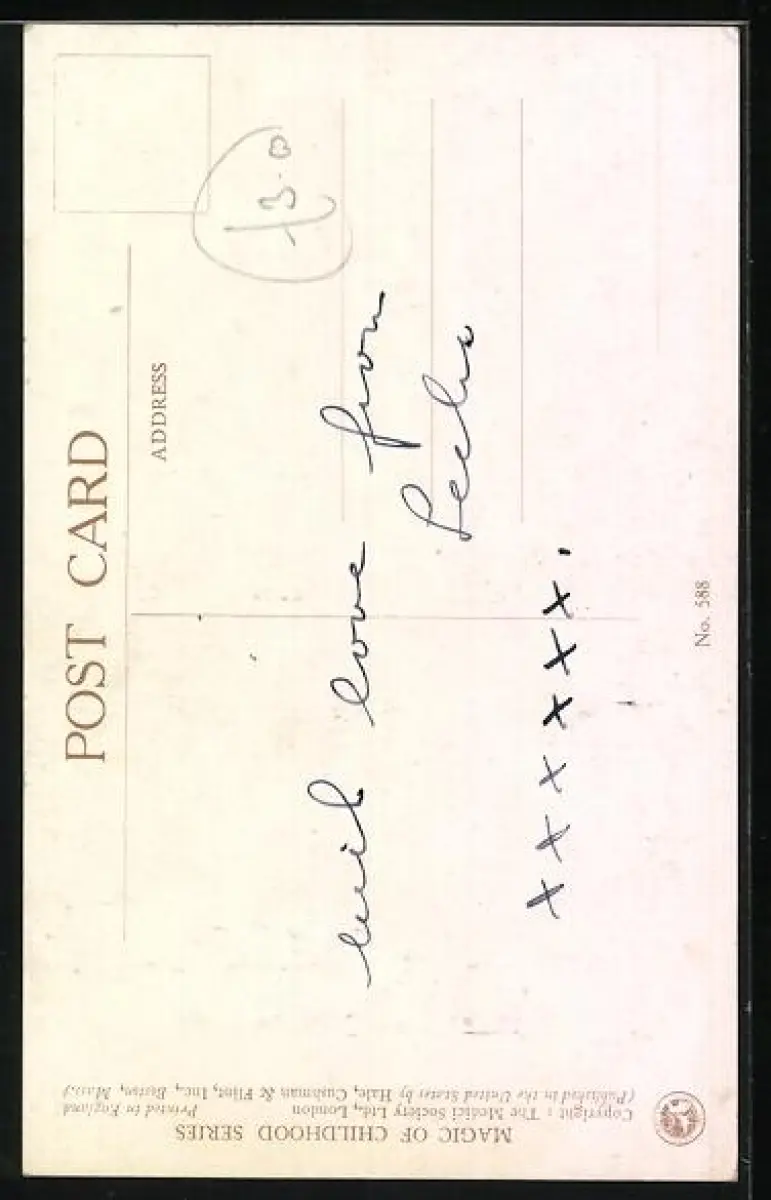 POST CARD
ADDRESS
with love from
xxxxxx.
No. 588
MAGIC OF CHILDHOOD SERIES
Copyright : The Medici Society Ltd., London Printed in England
(Published in the United States by Hale, Cushman & Flint, Inc., Boston, Mass.)